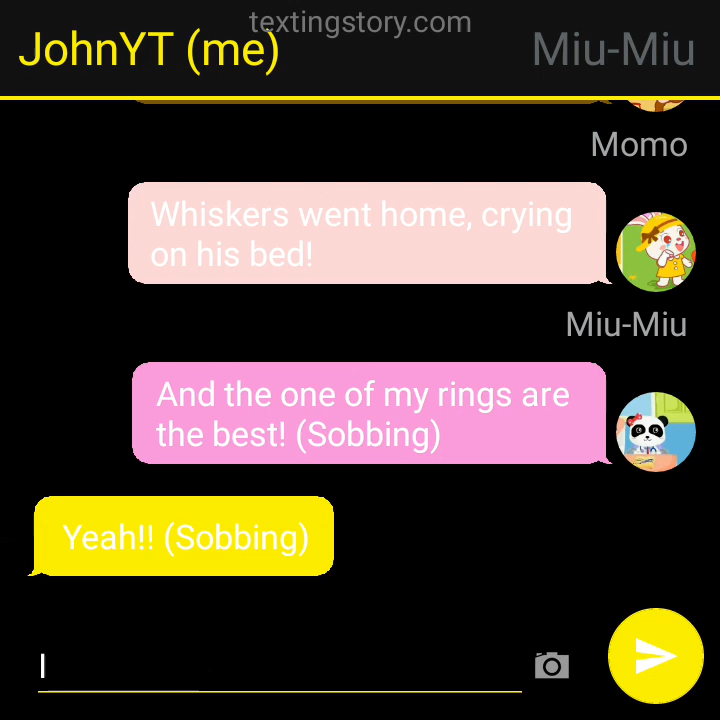 textingstory.com
JohnYT (me)
Miu-Miu
Momo
Whiskers went home, crying
on his bed!
Miu-Miu
And the one of my rings are
the best! (Sobbing)
Yeah!! (Sobbing)